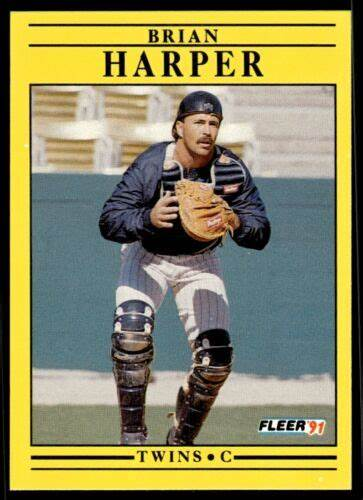 BRIAN
HARPER
FLEER '91
TWINS • C